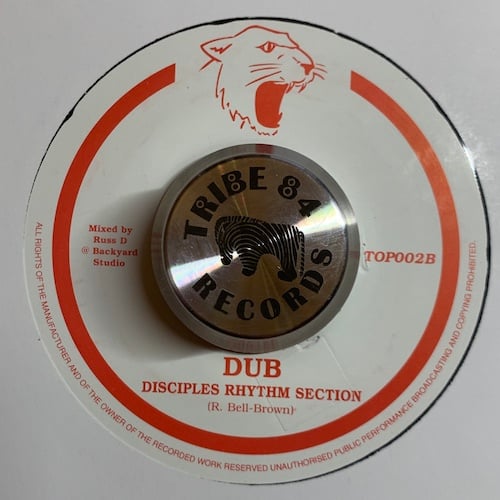 TRIBE 84
RECORDS
Mixed by
Russ D
@ Backyard
Studio
TOP002B
DUB
DISCIPLES RHYTHM SECTION
(R. Bell-Brown)
ALL RIGHTS OF THE MANUFACTURER AND OF THE OWNER OF THE RECORDED WORK RESERVED UNAUTHORISED PUBLIC PERFORMANCE BROADCASTING AND COPYING PROHIBITED.